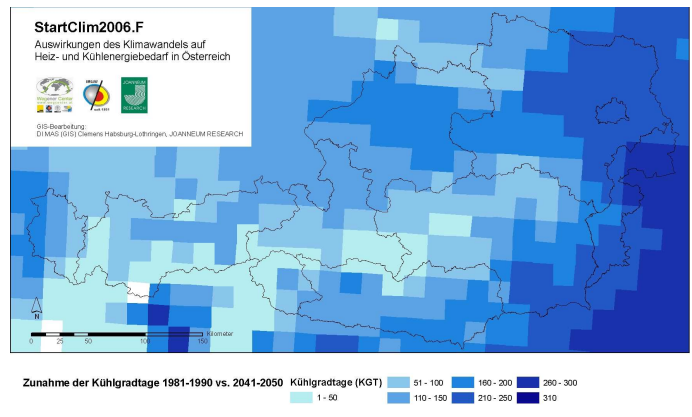 StartClim2006.F
Auswirkungen des Klimawandels auf
Heiz- und Kühlenergiebedarf in Österreich
Wegener Center
JOANNEUM
RESEARCH
GIS-Bearbeitung:
DI MAS (GIS) Clemens Habsburg-Lothringen, JOANNEUM RESEARCH
N
0 25 50 100 150 Kilometer
Zunahme der Kühlgradtage 1981-1990 vs. 2041-2050 Kühlgradtage (KGT)
1 - 50
51 - 100
110 - 150
160 - 200
210 - 250
260 - 300
310